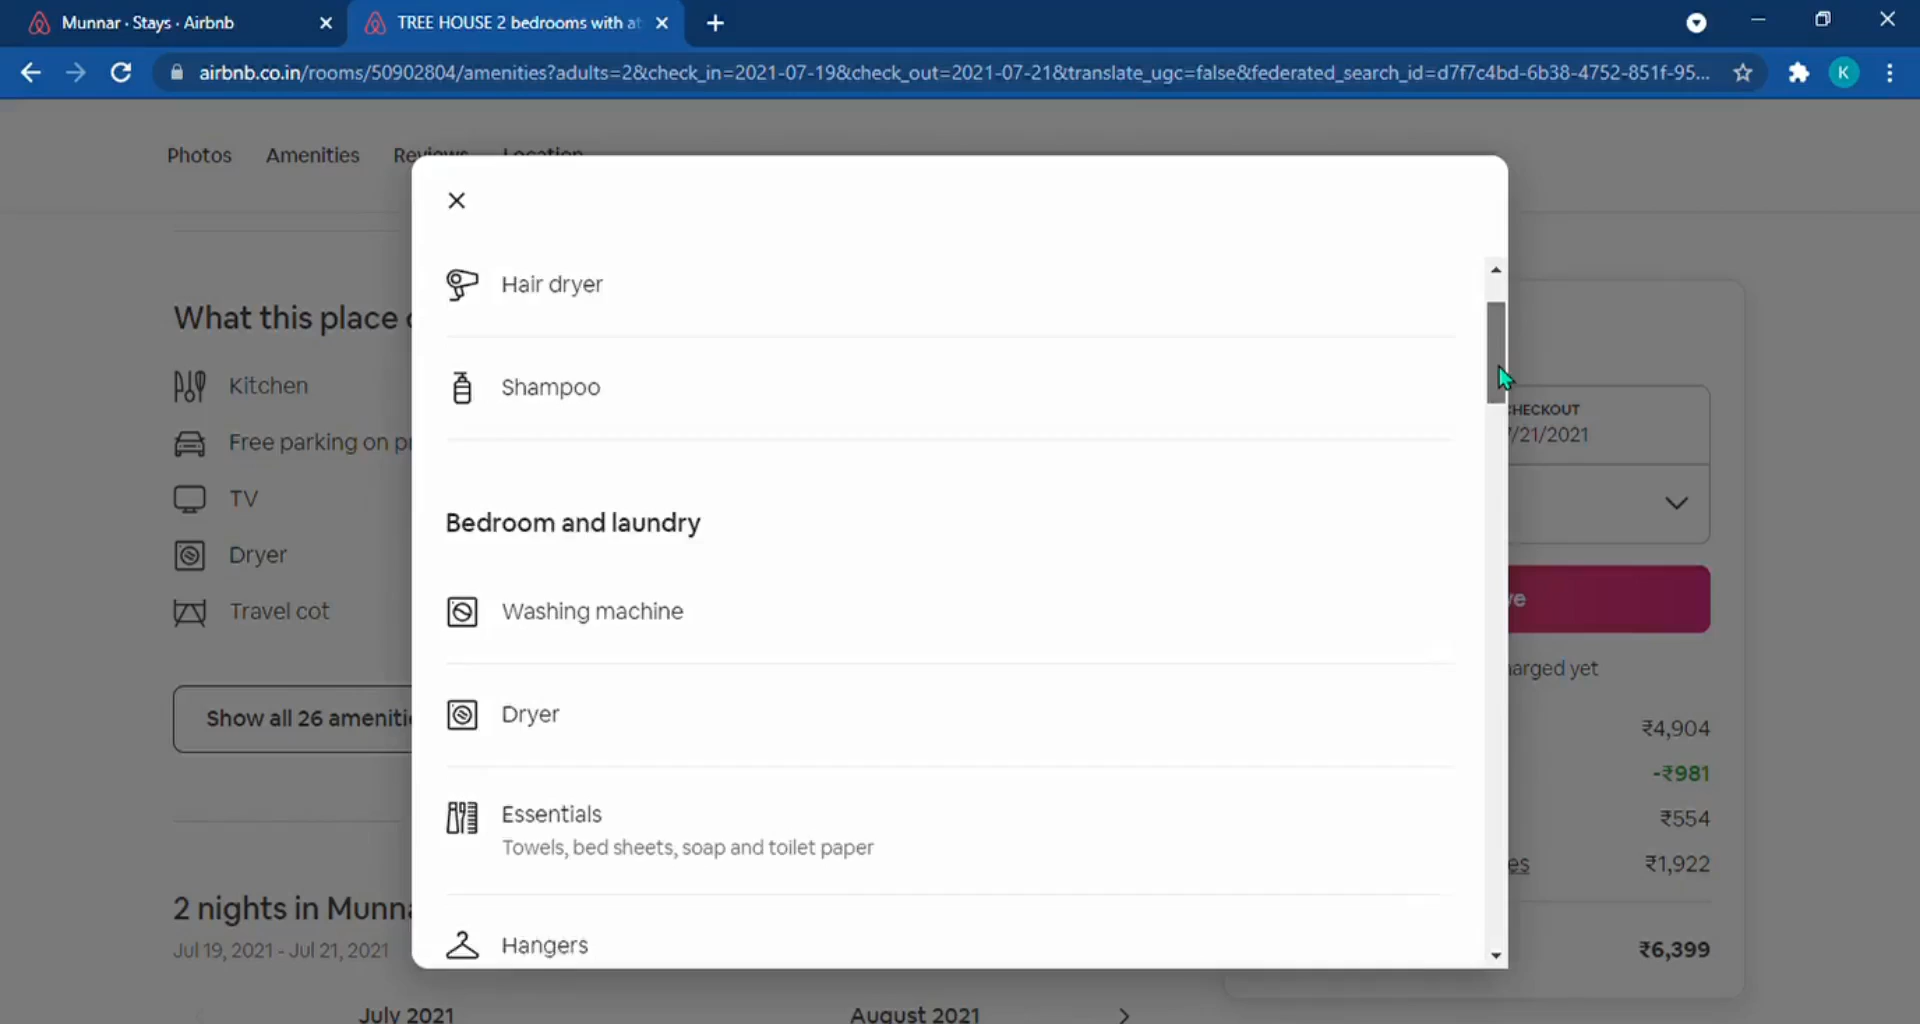 Munnar · Stays · Airbnb
TREE HOUSE 2 bedrooms with at
airbnb.co.in/rooms/50902804/amenities?adults=2&check_in=2021-07-19&check_out=2021-07-21&translate_ugc=false&federated_search_id=d7f7c4bd-6b38-4752-851f-95...
K
Photos Amenities Reviews Location
Hair dryer
Shampoo
Bedroom and laundry
Washing machine
Dryer
Essentials
Towels, bed sheets, soap and toilet paper
Hangers
What this place
Kitchen
Free parking on
TV
Dryer
Travel cot
Show all 26
2 nights in
Jul 19, 2021 - Jul 21, 2021
July 2021
August 2021
CHECKOUT
/21/2021
₹4,904
-₹981
₹554
₹1,922
₹6,399
yet